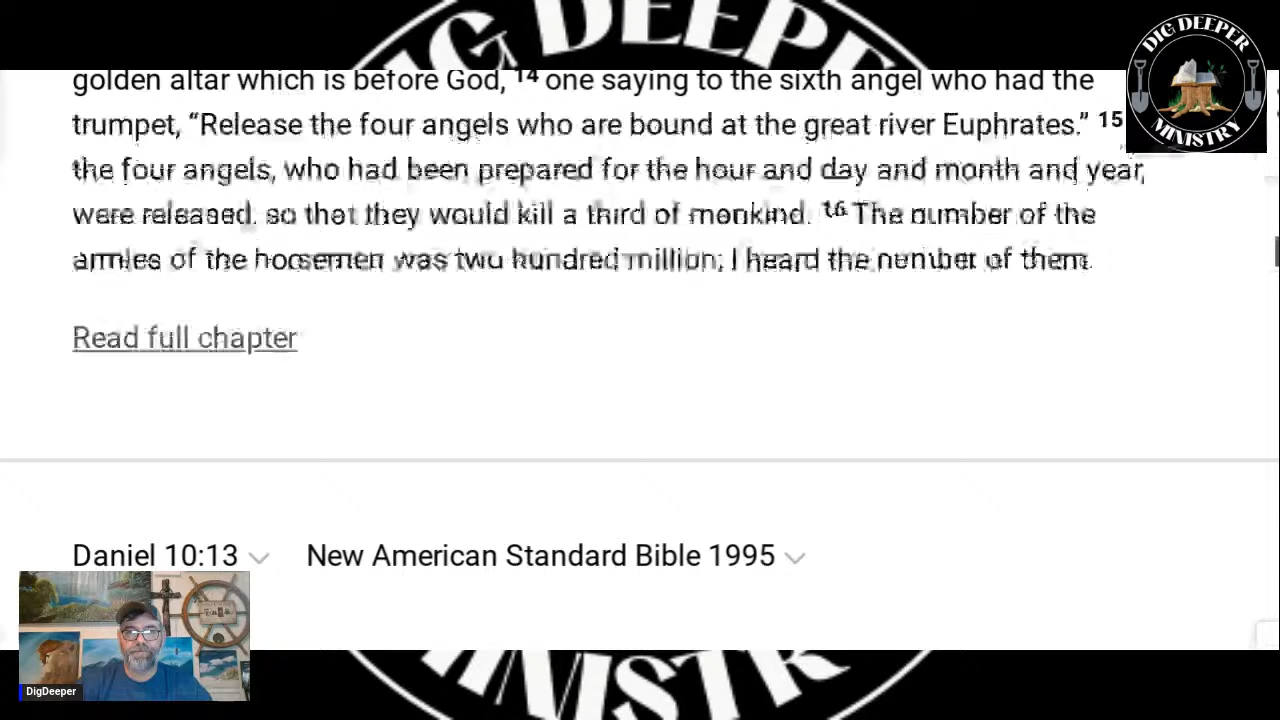 DIG DEEPER
DIG DEEPER
MINISTRY
golden altar which is before God, 14 one saying to the sixth angel who had the
trumpet, “Release the four angels who are bound at the great river Euphrates.” 15
the four angels, who had been prepared for the hour and day and month and year,
were released, so that they would kill a third of mankind. 16 The number of the
armies of the horsemen was two hundred million; I heard the number of them.
Read full chapter
Daniel 10:13 New American Standard Bible 1995
DigDeeper
MINISTRY